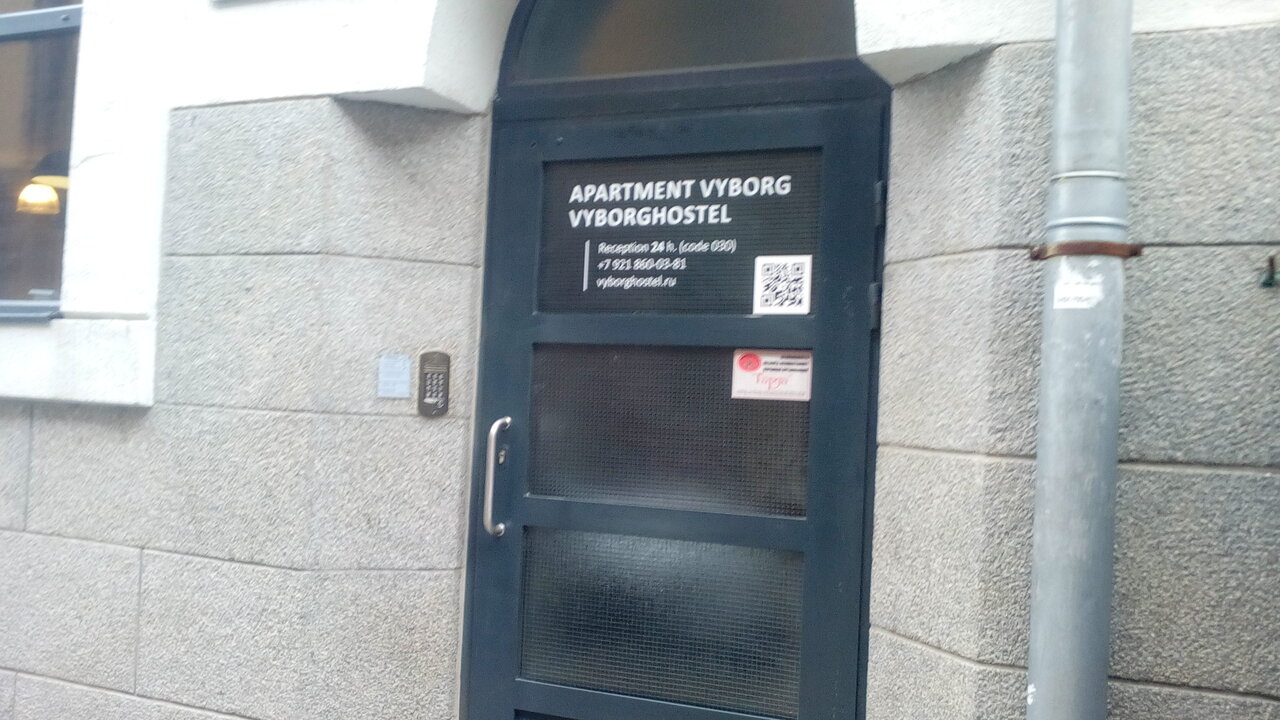 APARTMENT VYBORG
VYBORGHOSTEL
Reception 24 h. (code 030)
+7 921 860-03-81
vyborghostel.ru